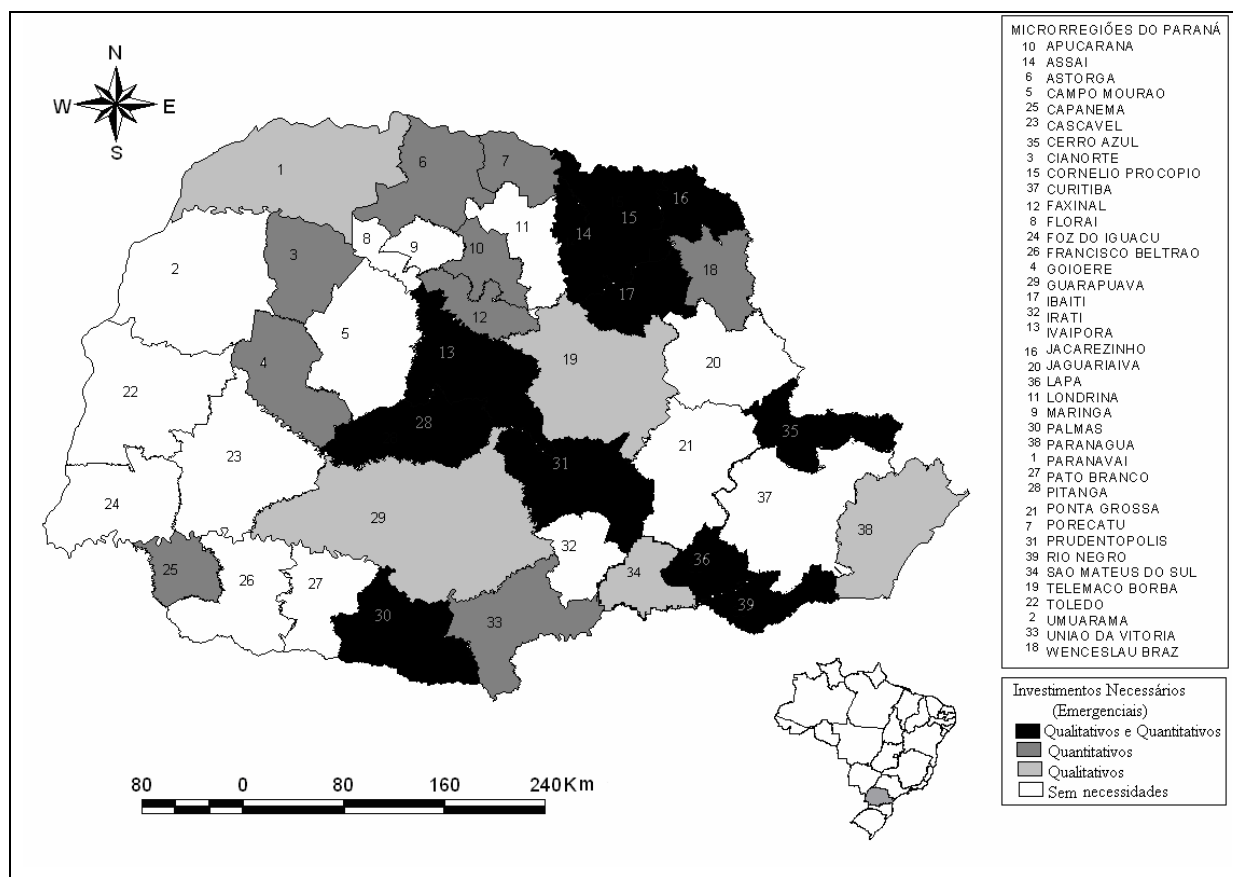 N
W E
S
1
6
7
16
15
14
11
8
9
10
18
2
3
17
12
5
13
19
20
4
22
28
35
31
21
23
37
24
29
38
32
36
34
25
26
27
39
30
33
80 0 80 160 240 Km
MICRORREGIÕES DO PARANÁ
10 APUCARANA
14 ASSAI
6 ASTORGA
5 CAMPO MOURAO
25 CAPANEMA
23 CASCAVEL
35 CERRO AZUL
3 CIANORTE
15 CORNELIO PROCOPIO
37 CURITIBA
12 FAXINAL
8 FLORAI
24 FOZ DO IGUACU
26 FRANCISCO BELTRAO
4 GOIOERE
29 GUARAPUAVA
17 IBAITI
32 IRATI
13 IVAIPORA
16 JACAREZINHO
20 JAGUARIAIVA
36 LAPA
11 LONDRINA
9 MARINGA
30 PALMAS
38 PARANAGUA
1 PARANAVAI
27 PATO BRANCO
28 PITANGA
21 PONTA GROSSA
7 PORECATU
31 PRUDENTOPOLIS
39 RIO NEGRO
34 SAO MATEUS DO SUL
19 TELEMACO BORBA
22 TOLEDO
2 UMUARAMA
33 UNIAO DA VITORIA
18 WENCESLAU BRAZ
Investimentos Necessários
(Emergenciais)
Qualitativos e Quantitativos
Quantitativos
Qualitativos
Sem necessidades